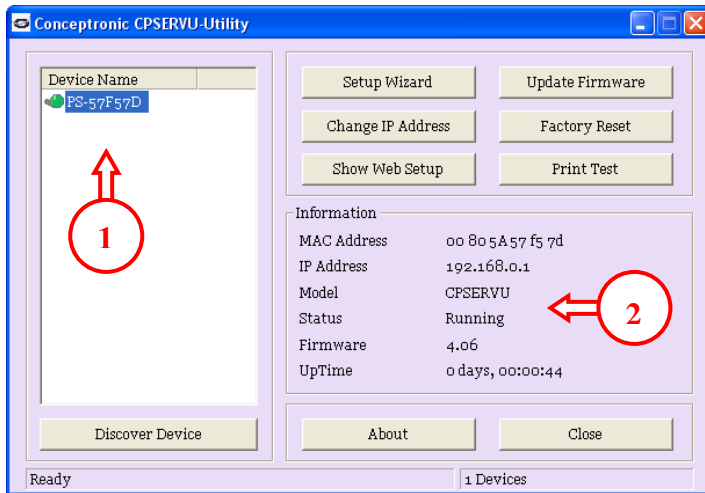 Conceptronic CPSERVU-Utility
Device Name
PS-57F57D
1
Discover Device
Setup Wizard
Update Firmware
Change IP Address
Factory Reset
Show Web Setup
Print Test
Information
MAC Address 00 80 5A 57 f5 7d
IP Address 192.168.0.1
Model CPSERVU
Status Running
Firmware 4.06
UpTime 0 days, 00:00:44
2
About
Close
Ready
1 Devices